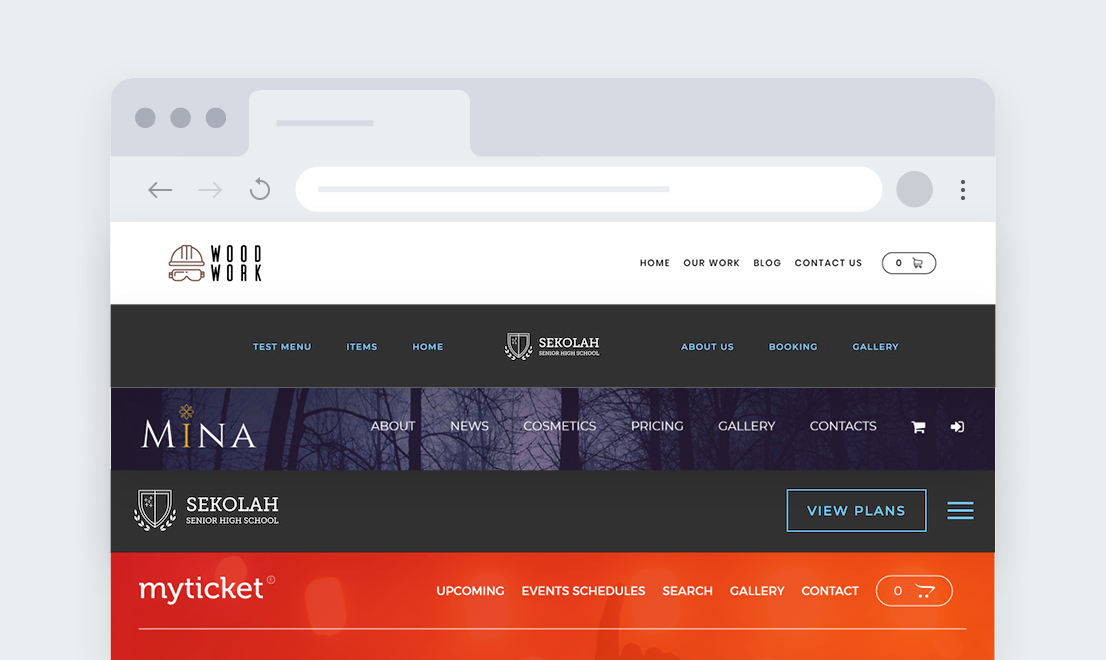 WOOD
WORK
HOME OUR WORK BLOG CONTACT US 0
TEST MENU ITEMS HOME
SEKOLAH
SENIOR HIGH SCHOOL
ABOUT US BOOKING GALLERY
MINA
ABOUT NEWS COSMETICS PRICING GALLERY CONTACTS
SEKOLAH
SENIOR HIGH SCHOOL
VIEW PLANS
myticket
UPCOMING EVENTS SCHEDULES SEARCH GALLERY CONTACT 0